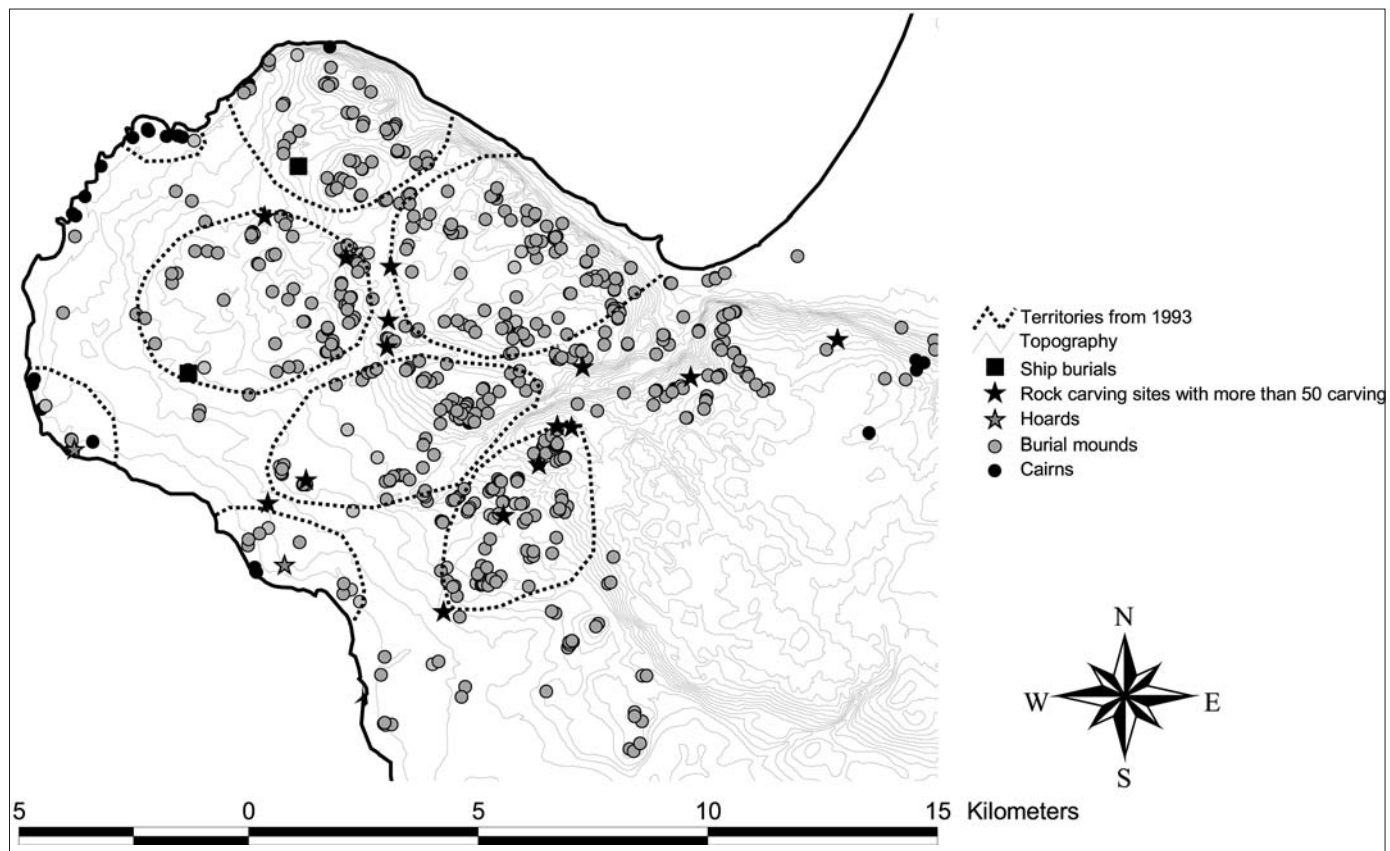 Territories from 1993
Topography
Ship burials
Rock carving sites with more than 50 carving
Hoards
Burial mounds
Cairns
N
W E
S
5 0 5 10 15 Kilometers